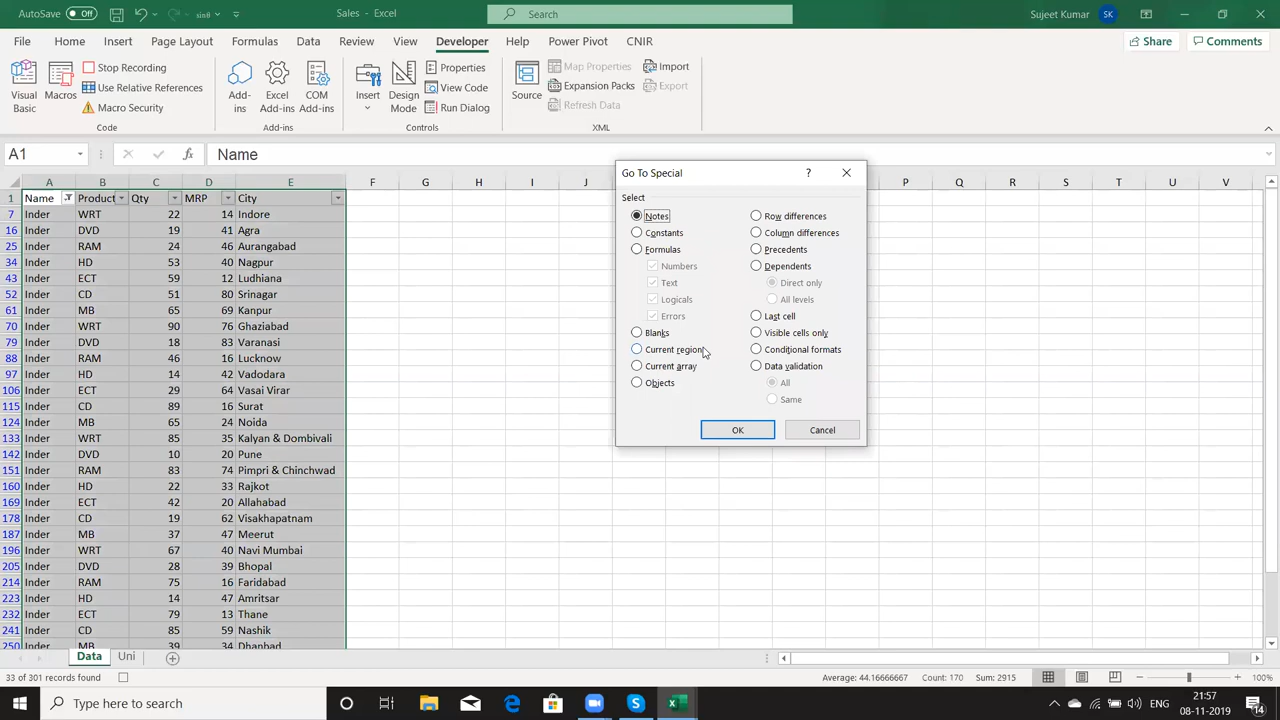 AutoSave Off Sales - Excel Search Sujeet Kumar SK
File Home Insert Page Layout Formulas Data Review View Developer Help Power Pivot CNIR Share Comments
Visual Basic
Macros
Stop Recording
Use Relative References
Macro Security
Add-ins
Excel Add-ins
COM Add-ins
Insert
Design Mode
Properties
View Code
Run Dialog
Source
Map Properties
Expansion Packs
Refresh Data
Import
Export
Code Add-ins Controls XML
A1 fx Name
A B C D E F G H I J P Q R S T U V
1 Name Product Qty MRP City
7 Inder WRT 22 14 Indore
16 Inder DVD 19 41 Agra
25 Inder RAM 24 46 Aurangabad
34 Inder HD 53 40 Nagpur
43 Inder ECT 59 12 Ludhiana
52 Inder CD 51 80 Srinagar
61 Inder MB 65 69 Kanpur
70 Inder WRT 90 76 Ghaziabad
79 Inder DVD 18 83 Varanasi
88 Inder RAM 46 16 Lucknow
97 Inder HD 14 42 Vadodara
106 Inder ECT 60 64 Vasai Virar
115 Inder CD 89 16 Surat
124 Inder MB 65 24 Noida
133 Inder WRT 85 35 Kalyan & Dombivali
142 Inder DVD 10 20 Pune
151 Inder RAM 83 74 Pimpri & Chinchwad
160 Inder HD 22 33 Rajkot
169 Inder ECT 42 20 Allahabad
178 Inder CD 19 62 Visakhapatnam
187 Inder MB 37 47 Meerut
196 Inder WRT 67 40 Navi Mumbai
205 Inder DVD 28 39 Bhopal
214 Inder RAM 75 16 Faridabad
223 Inder HD 14 47 Amritsar
232 Inder ECT 79 13 Thane
241 Inder CD 85 59 Nashik
250 Inder MB 39 34 Dhanbad
Go To Special ?
Select
Notes
Constants
Formulas
Numbers
Text
Logicals
Errors
Blanks
Current region
Current array
Objects
Row differences
Column differences
Precedents
Dependents
Direct only
All levels
Last cell
Visible cells only
Conditional formats
Data validation
All
Same
OK Cancel
Data Uni
33 of 301 records found Average: 44.16666667 Count: 170 Sum: 2915 100%
Type here to search ENG 21:57
08-11-2019